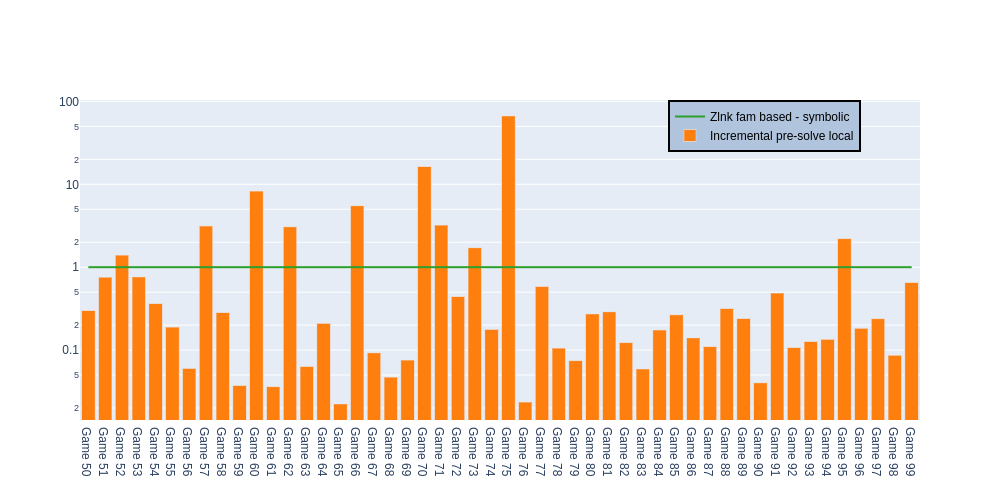 100
5
2
10
5
2
1
5
2
0.1
5
2
Zlnk fam based - symbolic
Incremental pre-solve local
Game 50
Game 51
Game 52
Game 53
Game 54
Game 55
Game 56
Game 57
Game 58
Game 59
Game 60
Game 61
Game 62
Game 63
Game 64
Game 65
Game 66
Game 67
Game 68
Game 69
Game 70
Game 71
Game 72
Game 73
Game 74
Game 75
Game 76
Game 77
Game 78
Game 79
Game 80
Game 81
Game 82
Game 83
Game 84
Game 85
Game 86
Game 87
Game 88
Game 89
Game 90
Game 91
Game 92
Game 93
Game 94
Game 95
Game 96
Game 97
Game 98
Game 99